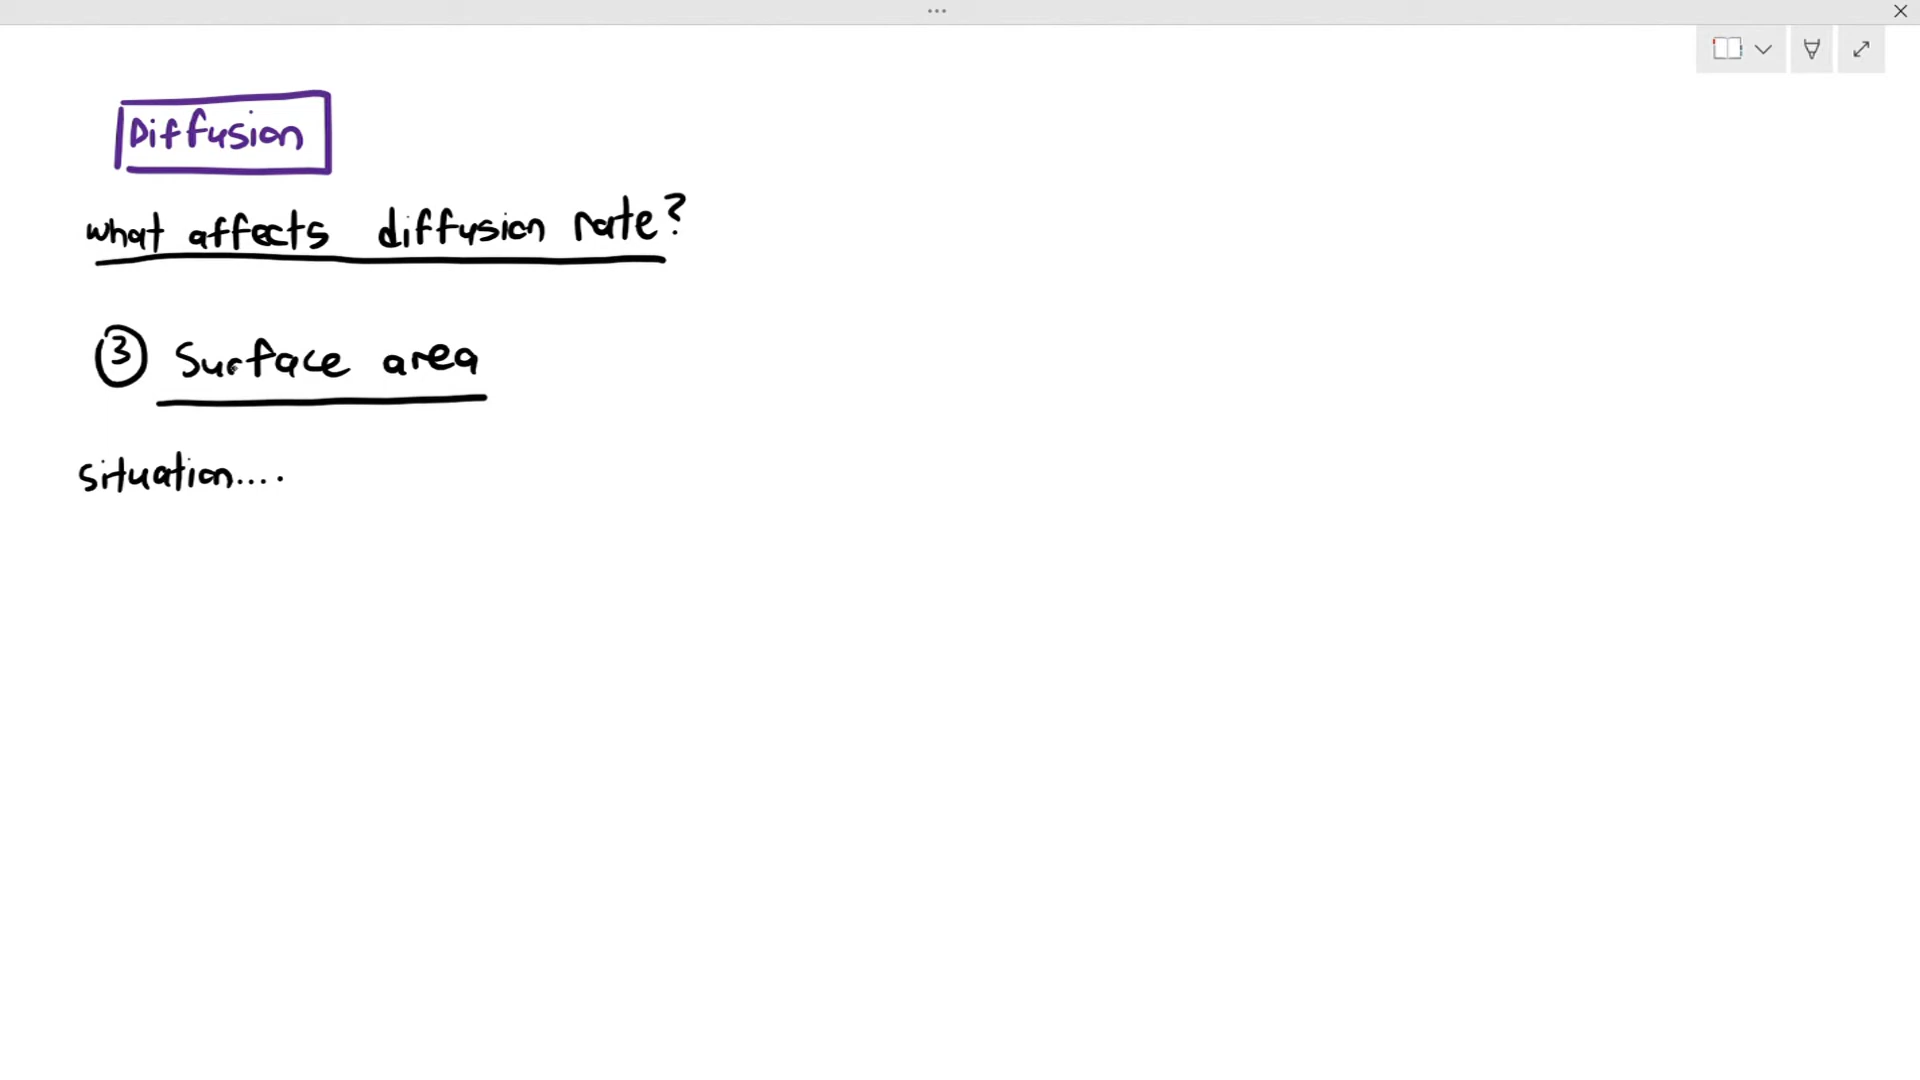 Diffusion
what affects diffusion rate?
③ Surface area
situation....